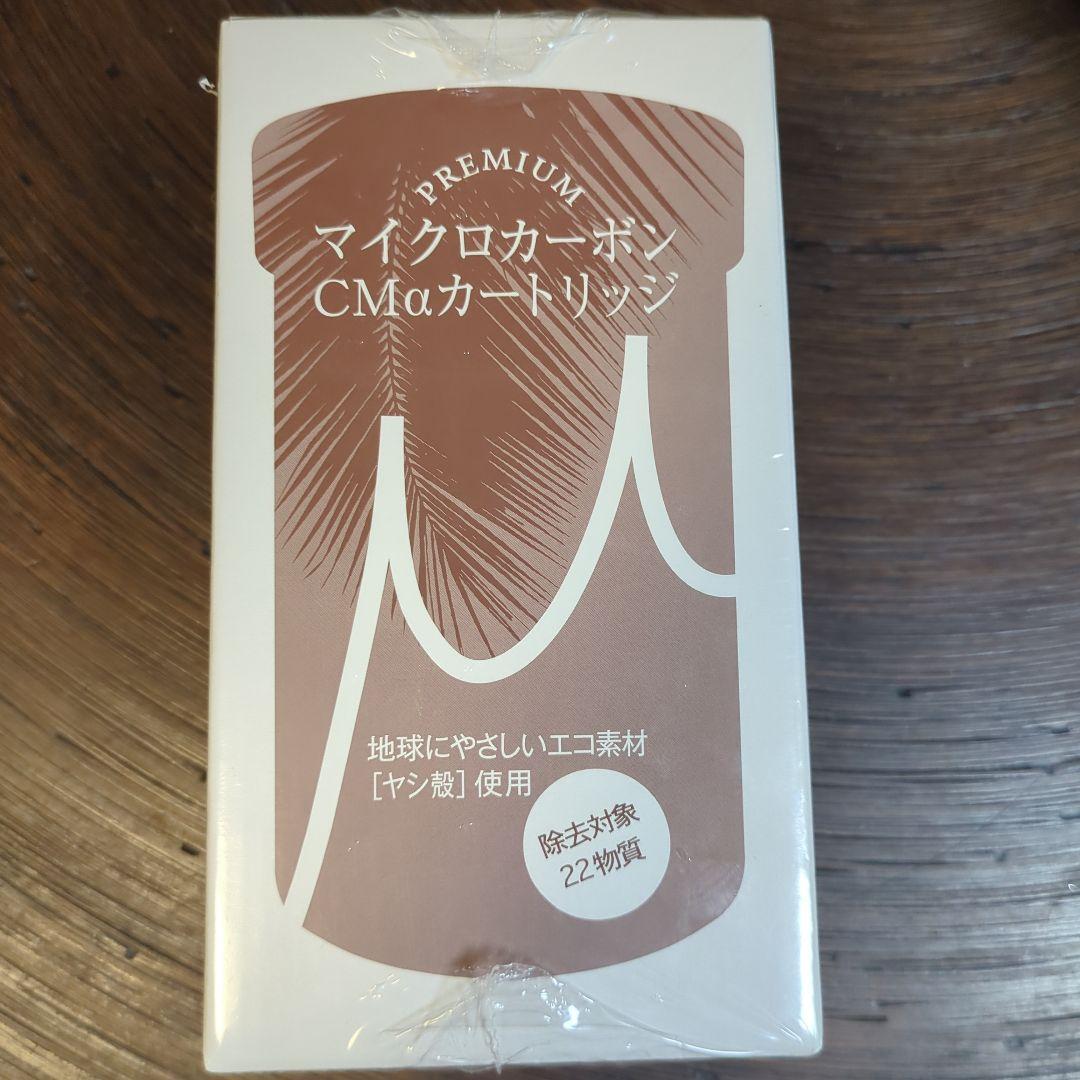 PREMIUM
マイクロカーボン
CMαカートリッジ
μ
地球にやさしいエコ素材
[ヤシ殻]使用
除去対象
22物質